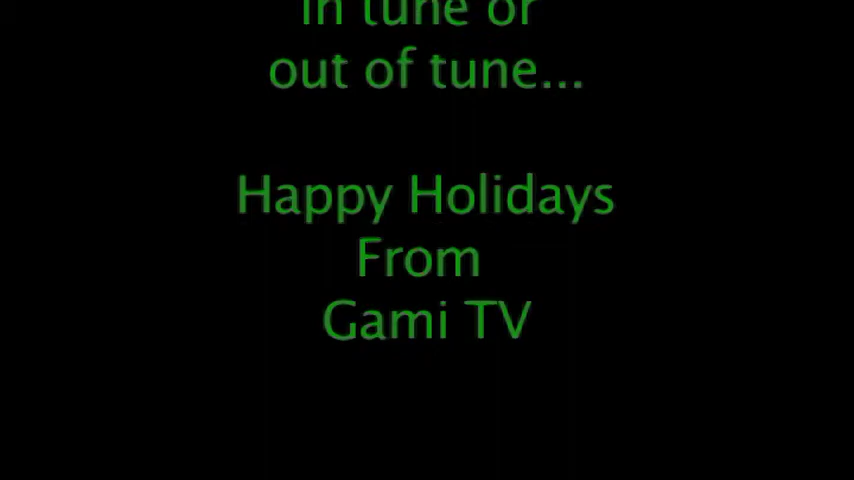 in tune or
out of tune...
Happy Holidays
From
Gami TV